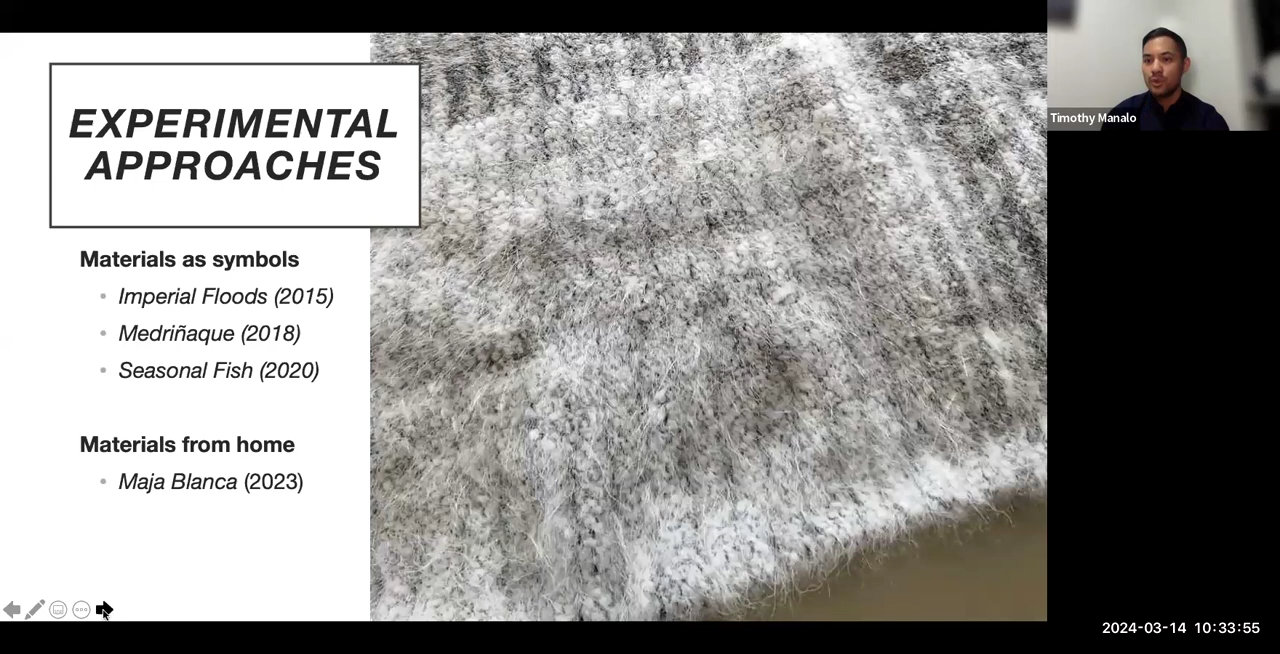 EXPERIMENTAL
APPROACHES
Materials as symbols
• Imperial Floods (2015)
• Medriñaque (2018)
• Seasonal Fish (2020)
Materials from home
• Maja Blanca (2023)
Timothy Manalo
2024-03-14 10:33:55